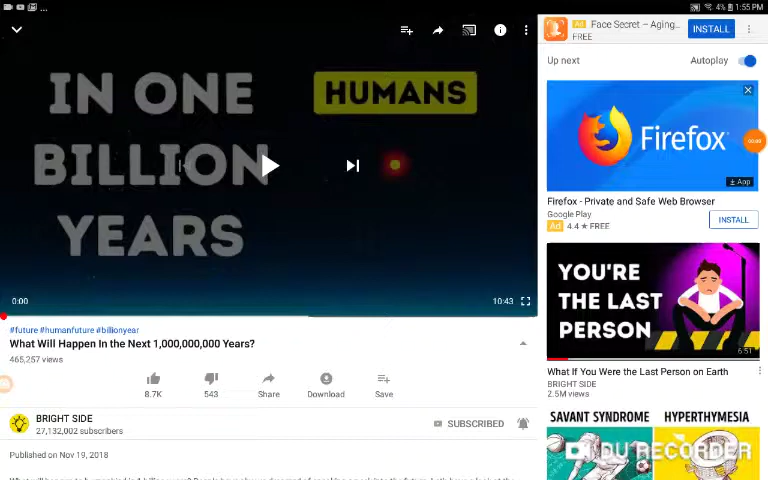 4% 1:55 PM
IN ONE
BILLION
YEARS
HUMANS
0:00
10:43
#future #humanfuture #billionyear
What Will Happen In the Next 1,000,000,000 Years?
465,257 views
8.7K
543
Share
Download
Save
BRIGHT SIDE
27,132,002 subscribers
SUBSCRIBED
Published on Nov 19, 2018
Ad Face Secret – Aging...
FREE
INSTALL
Up next
Autoplay
Firefox
App
Firefox - Private and Safe Web Browser
Google Play
Ad 4.4 ★ FREE
INSTALL
YOU'RE
THE LAST
PERSON
6:51
What If You Were the Last Person on Earth
BRIGHT SIDE
2.5M views
SAVANT SYNDROME
HYPERTHYMESIA
DU RECORDER